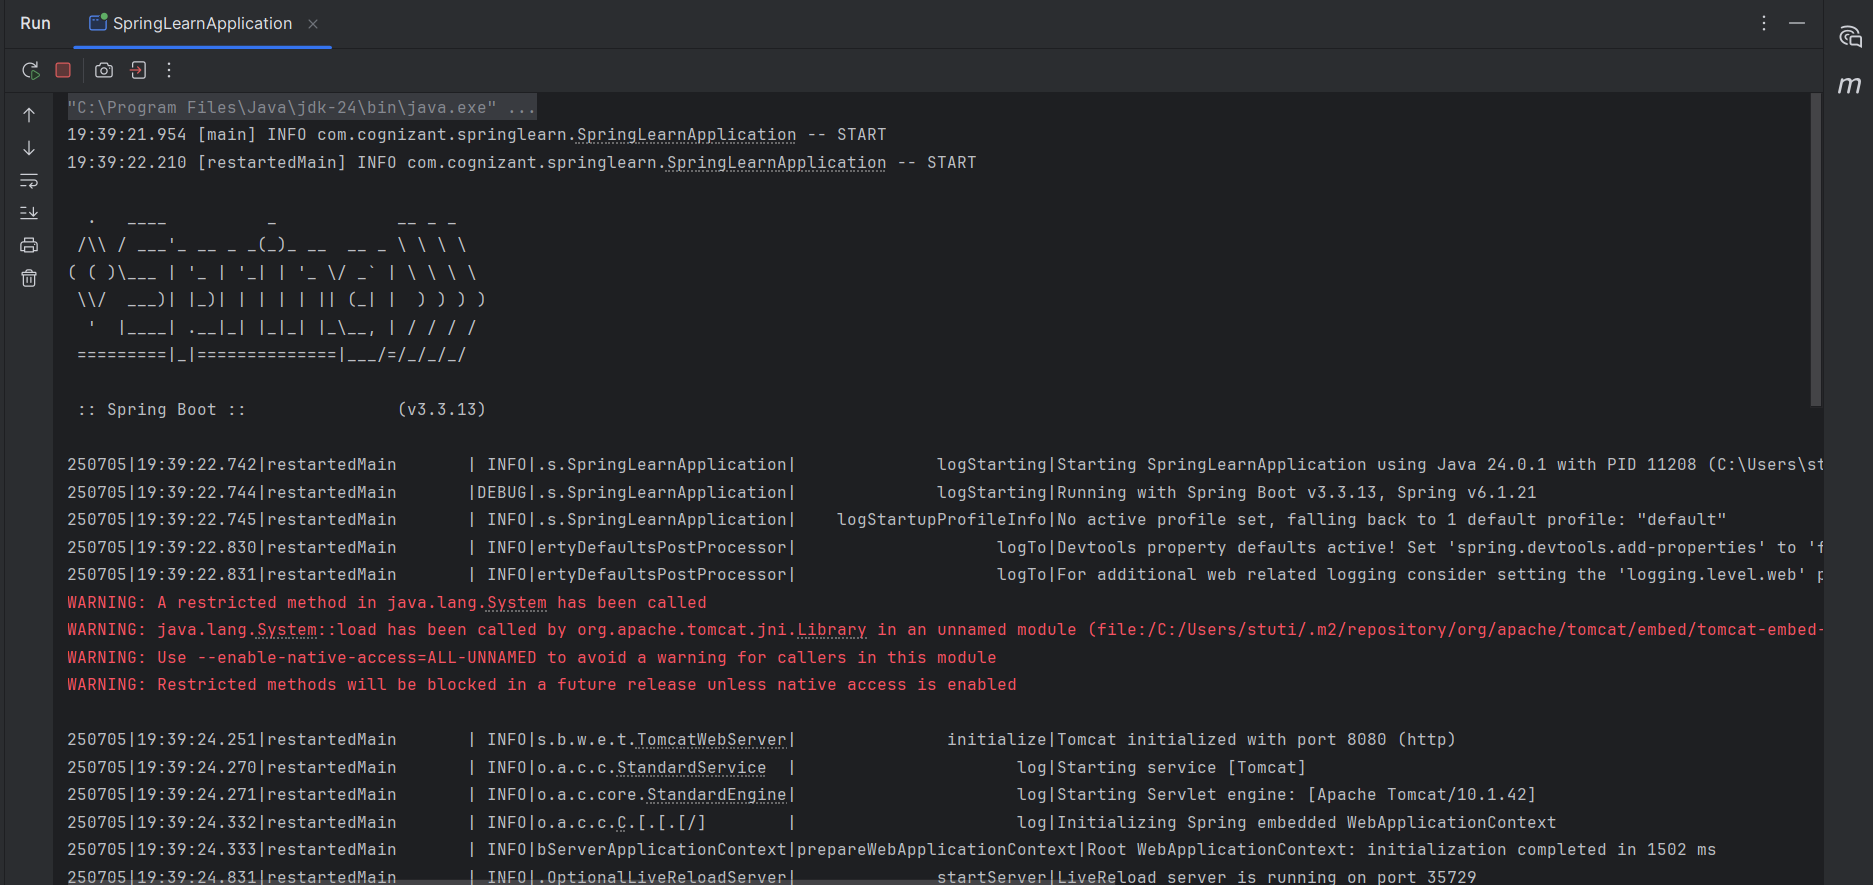 Run SpringLearnApplication
"C:\Program Files\Java\jdk-24\bin\java.exe" ...
19:39:21.954 [main] INFO com.cognizant.springlearn.SpringLearnApplication -- START
19:39:22.210 [restartedMain] INFO com.cognizant.springlearn.SpringLearnApplication -- START
  .   ____          _            __ _ _
 /\\ / ___'_ __ _ _(_)_ __  __ _ \ \ \ \
( ( )\___ | '_ | '_| | '_ \/ _` | \ \ \ \
 \\/  ___)| |_)| | | | | || (_| |  ) ) ) )
  '  |____| .__|_| |_|_| |_\__, | / / / /
 =========|_|==============|___/=/_/_/_/
 :: Spring Boot ::               (v3.3.13)
250705|19:39:22.742|restartedMain       | INFO|.s.SpringLearnApplication|              logStarting|Starting SpringLearnApplication using Java 24.0.1 with PID 11208 (C:\Users\st
250705|19:39:22.744|restartedMain       |DEBUG|.s.SpringLearnApplication|              logStarting|Running with Spring Boot v3.3.13, Spring v6.1.21
250705|19:39:22.745|restartedMain       | INFO|.s.SpringLearnApplication|    logStartupProfileInfo|No active profile set, falling back to 1 default profile: "default"
250705|19:39:22.830|restartedMain       | INFO|ertyDefaultsPostProcessor|                    logTo|Devtools property defaults active! Set 'spring.devtools.add-properties' to 'f
250705|19:39:22.831|restartedMain       | INFO|ertyDefaultsPostProcessor|                    logTo|For additional web related logging consider setting the 'logging.level.web' p
WARNING: A restricted method in java.lang.System has been called
WARNING: java.lang.System::load has been called by org.apache.tomcat.jni.Library in an unnamed module (file:/C:/Users/stuti/.m2/repository/org/apache/tomcat/embed/tomcat-embed-
WARNING: Use --enable-native-access=ALL-UNNAMED to avoid a warning for callers in this module
WARNING: Restricted methods will be blocked in a future release unless native access is enabled
250705|19:39:24.251|restartedMain       | INFO|s.b.w.e.t.TomcatWebServer|               initialize|Tomcat initialized with port 8080 (http)
250705|19:39:24.270|restartedMain       | INFO|o.a.c.c.StandardService  |                      log|Starting service [Tomcat]
250705|19:39:24.271|restartedMain       | INFO|o.a.c.core.StandardEngine|                      log|Starting Servlet engine: [Apache Tomcat/10.1.42]
250705|19:39:24.332|restartedMain       | INFO|o.a.c.c.C.[.[.[/]        |                      log|Initializing Spring embedded WebApplicationContext
250705|19:39:24.333|restartedMain       | INFO|bServerApplicationContext|prepareWebApplicationContext|Root WebApplicationContext: initialization completed in 1502 ms
250705|19:39:24.831|restartedMain       | INFO|.OptionalLiveReloadServer|              startServer|LiveReload server is running on port 35729